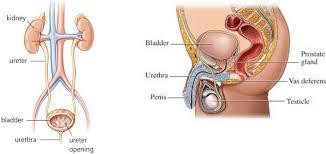 kidney
ureter
bladder
urethra
ureter
opening
Bladder
Urethra
Penis
Prostate
gland
Vas deferens
Testicle